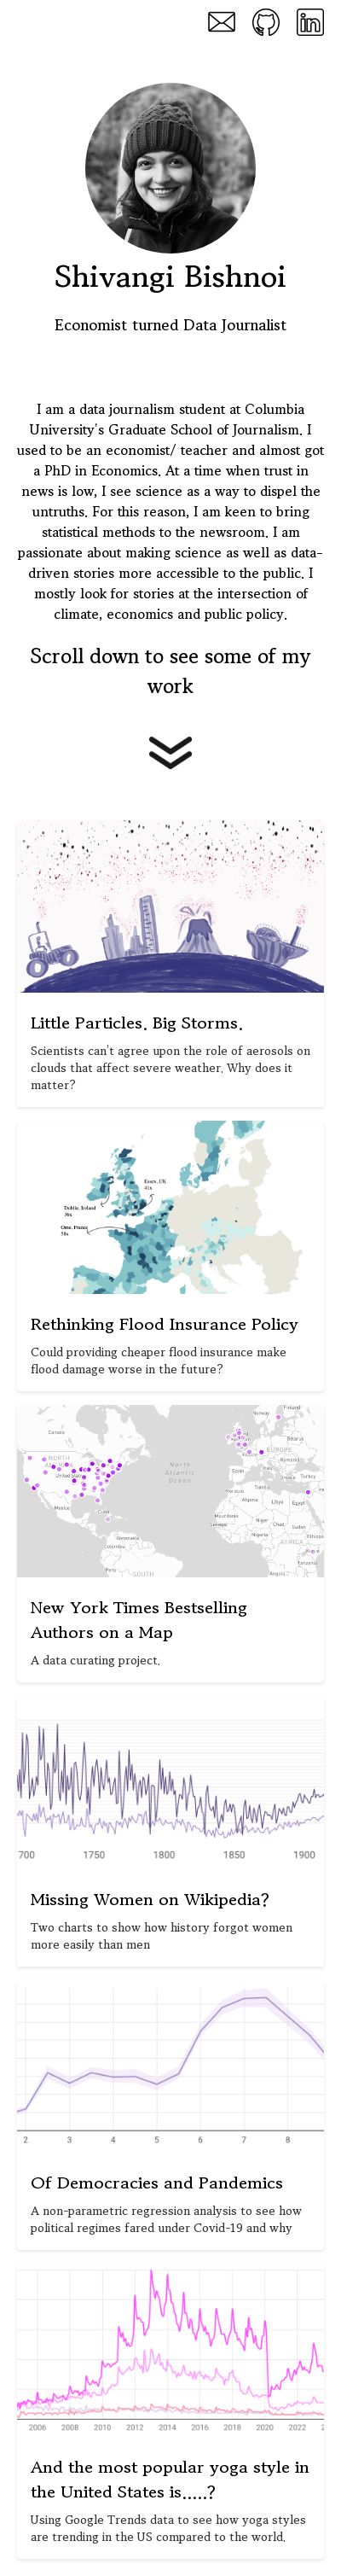 Shivangi Bishnoi
Economist turned Data Journalist
I am a data journalism student at Columbia
University's Graduate School of Journalism. I
used to be an economist/ teacher and almost got
a PhD in Economics. At a time when trust in
news is low, I see science as a way to dispel the
untruths. For this reason, I am keen to bring
statistical methods to the newsroom. I am
passionate about making science as well as data-
driven stories more accessible to the public. I
mostly look for stories at the intersection of
climate, economics and public policy.
Scroll down to see some of my
work
Little Particles. Big Storms.
Scientists can't agree upon the role of aerosols on
clouds that affect severe weather. Why does it
matter?
Essex, UK
41x
Dublin, Ireland
36x
Orne, France
Rethinking Flood Insurance Policy
Could providing cheaper flood insurance make
flood damage worse in the future?
Canada
Norway
Finland
NORTH
EUROPE
United States
North
Atlantic
Ocean
Spain
Turkey
Tunisia
Mexico
Algeria
Libya
Egypt
Cuba
Mauritania
Niger
Sudan
Venezuela
Ethiopia
Colombia
AFRICA
Peru
Tanzania
SOUTH
Angola
New York Times Bestselling
Authors on a Map
A data curating project.
700 1750 1800 1850 1900
Missing Women on Wikipedia?
Two charts to show how history forgot women
more easily than men
2 3 4 5 6 7 8
Of Democracies and Pandemics
A non-parametric regression analysis to see how
political regimes fared under Covid-19 and why
2006 2008 2010 2012 2014 2016 2018 2020 2022
And the most popular yoga style in
the United States is.....?
Using Google Trends data to see how yoga styles
are trending in the US compared to the world.